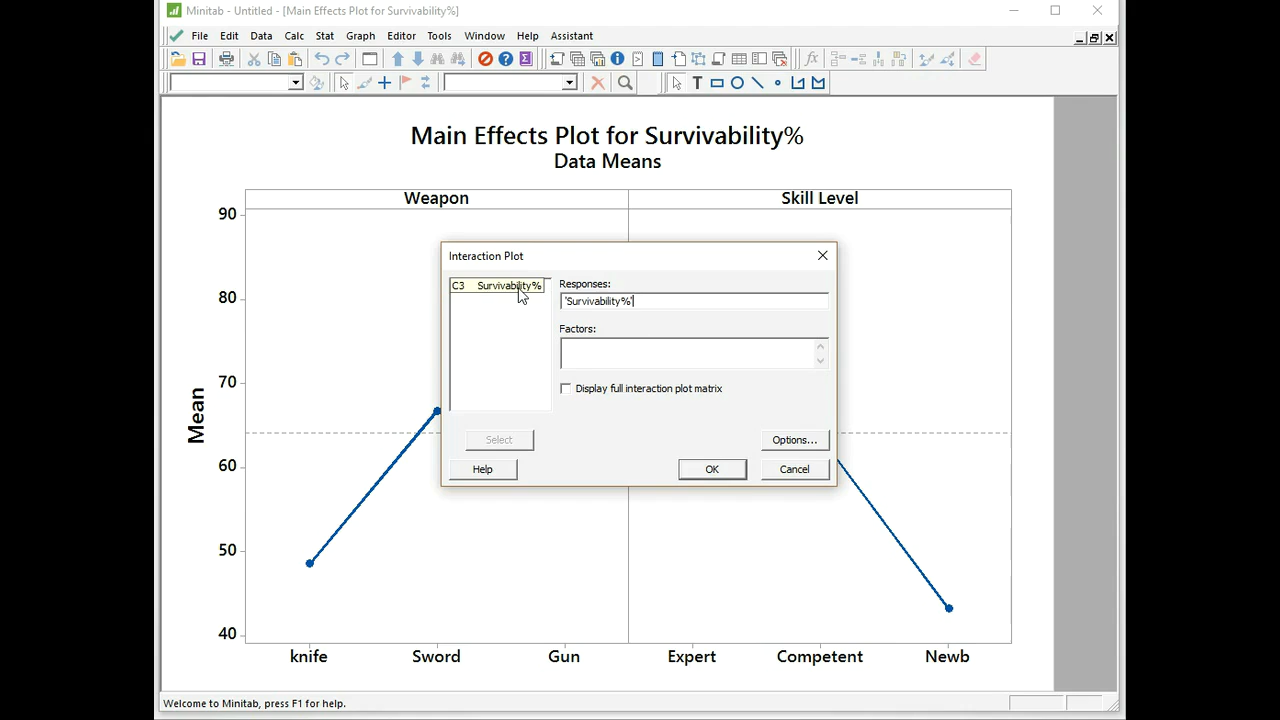 Minitab - Untitled - [Main Effects Plot for Survivability%]
File Edit Data Calc Stat Graph Editor Tools Window Help Assistant
Main Effects Plot for Survivability%
Data Means
Weapon Skill Level
90
80
70
60
50
40
Mean
Interaction Plot
C3 Survivability%
Responses:
'Survivability%'
Factors:
Display full interaction plot matrix
Select Options...
Help OK Cancel
knife Sword Gun Expert Competent Newb
Welcome to Minitab, press F1 for help.